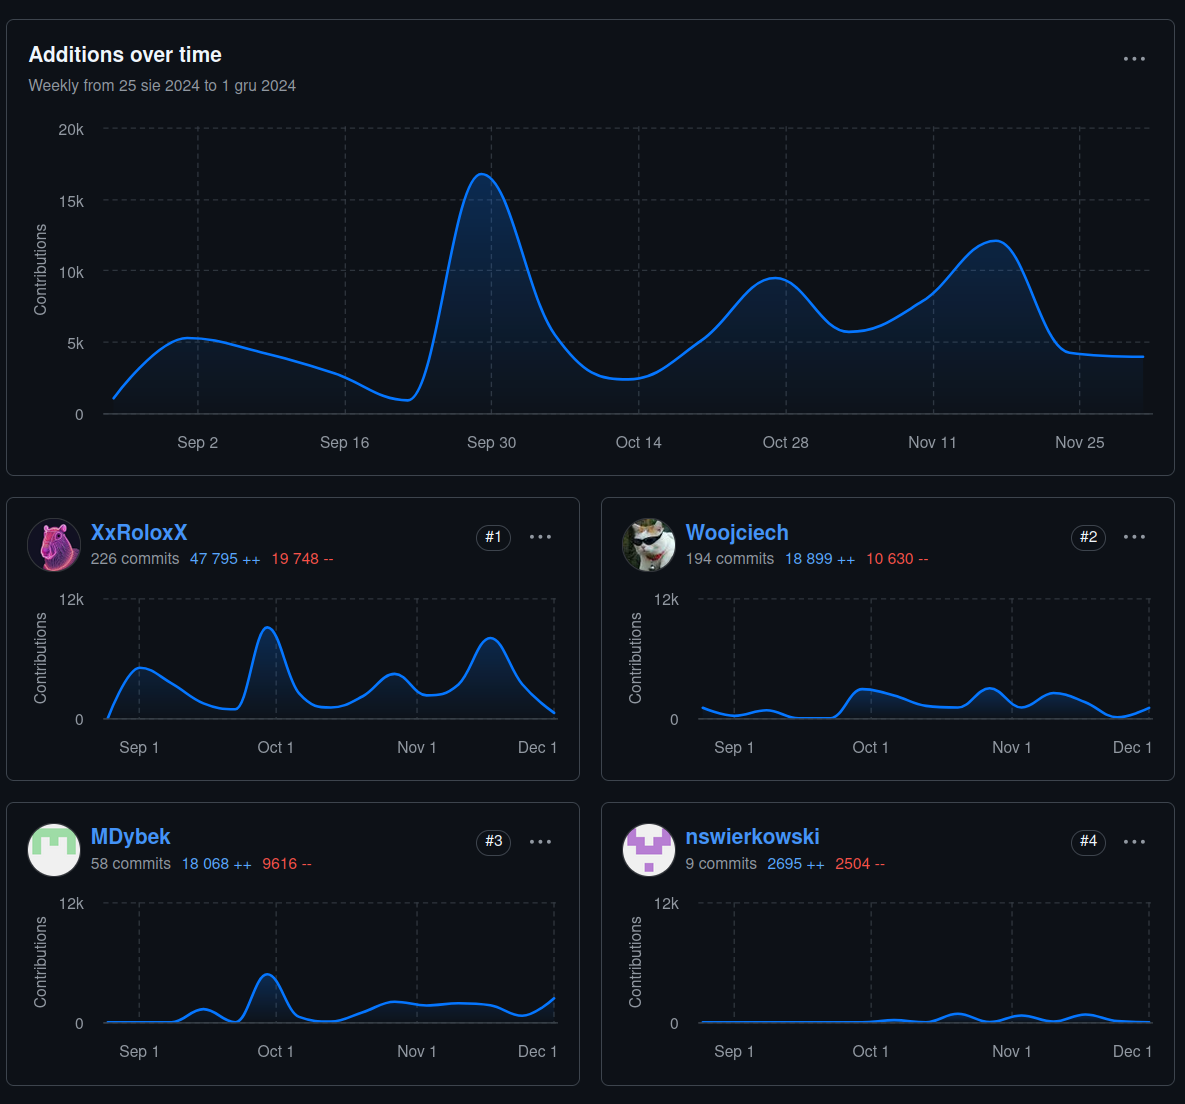 Additions over time
Weekly from 25 sie 2024 to 1 gru 2024
Contributions
20k
15k
10k
5k
0
Sep 2 Sep 16 Sep 30 Oct 14 Oct 28 Nov 11 Nov 25
XxRoloxX #1
226 commits 47 795 ++ 19 748 --
Contributions
12k
0
Sep 1 Oct 1 Nov 1 Dec 1
Woojciech #2
194 commits 18 899 ++ 10 630 --
Contributions
12k
0
Sep 1 Oct 1 Nov 1 Dec 1
MDybek #3
58 commits 18 068 ++ 9616 --
Contributions
12k
0
Sep 1 Oct 1 Nov 1 Dec 1
nswierkowski #4
9 commits 2695 ++ 2504 --
Contributions
12k
0
Sep 1 Oct 1 Nov 1 Dec 1